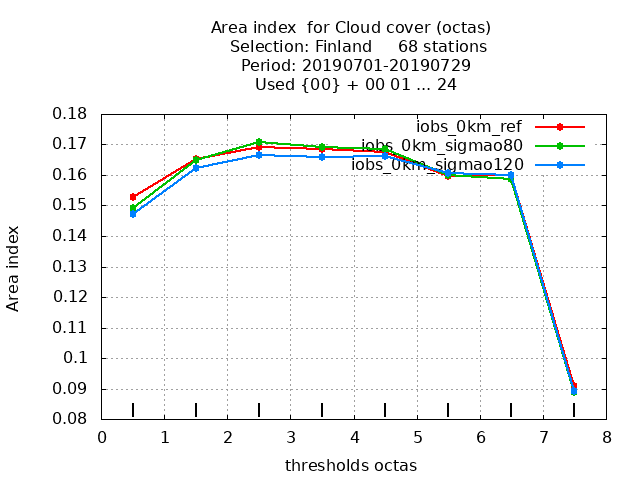 Area index  for Cloud cover (octas)
Selection: Finland     68 stations
Period: 20190701-20190729
Used {00} + 00 01 ... 24
0.18
0.17
0.16
0.15
0.14
0.13
0.12
0.11
0.1
0.09
0.08
Area index
iobs_0km_ref
iobs_0km_sigmao80
iobs_0km_sigmao120
0 1 2 3 4 5 6 7 8
thresholds octas